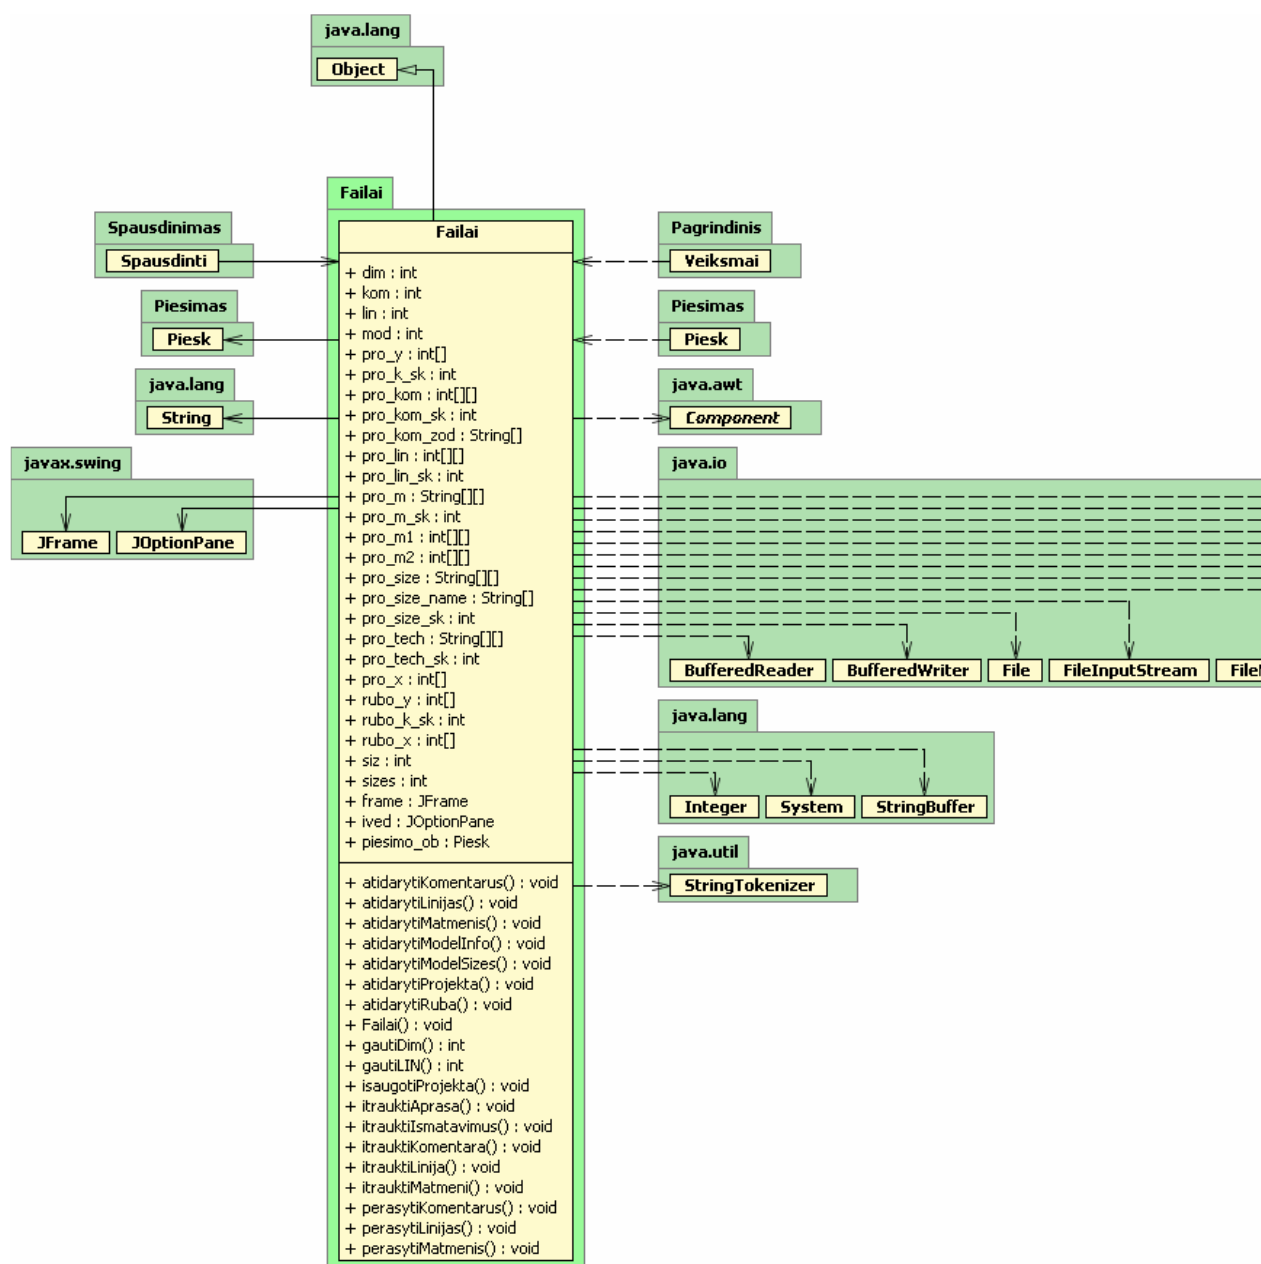 java.lang
Object
Failai
Failai
Spausdinimas
Spausdinti
Piesimas
Piesk
java.lang
String
javax.swing
JFrame
JOptionPane
+ dim : int
+ kom : int
+ lin : int
+ mod : int
+ pro_y : int[]
+ pro_k_sk : int
+ pro_kom : int[][]
+ pro_kom_sk : int
+ pro_kom_zod : String[]
+ pro_lin : int[][]
+ pro_lin_sk : int
+ pro_m : String[][]
+ pro_m_sk : int
+ pro_m1 : int[][]
+ pro_m2 : int[][]
+ pro_size : String[][]
+ pro_size_name : String[]
+ pro_size_sk : int
+ pro_tech : String[][]
+ pro_tech_sk : int
+ pro_x : int[]
+ rubo_y : int[]
+ rubo_k_sk : int
+ rubo_x : int[]
+ siz : int
+ sizes : int
+ frame : JFrame
+ ived : JOptionPane
+ piesimo_ob : Piesk
+ atidarytiKomentarus() : void
+ atidarytiLinijas() : void
+ atidarytiMatmenis() : void
+ atidarytiModelInfo() : void
+ atidarytiModelSizes() : void
+ atidarytiProjekta() : void
+ atidarytiRuba() : void
+ Failai() : void
+ gautiDim() : int
+ gautiLIN() : int
+ isaugotiProjekta() : void
+ itrauktiAprasa() : void
+ itrauktiIsmatavimus() : void
+ itrauktiKomentara() : void
+ itrauktiLinija() : void
+ itrauktiMatmeni() : void
+ perasytiKomentarus() : void
+ perasytiLinijas() : void
+ perasytiMatmenis() : void
Pagrindinis
Veiksmai
Piesimas
Piesk
java.awt
Component
java.io
BufferedReader
BufferedWriter
File
FileInputStream
java.lang
Integer
System
StringBuffer
java.util
StringTokenizer